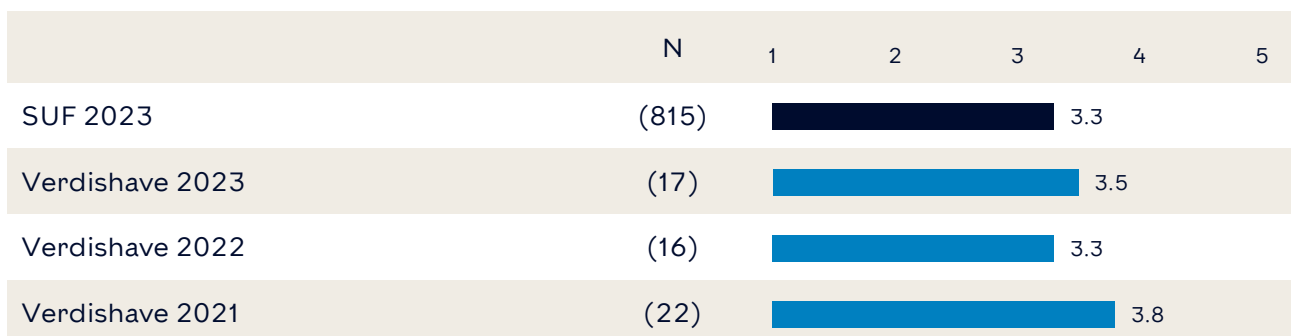 N 1 2 3 4 5
SUF 2023 (815) 3.3
Verdishave 2023 (17) 3.5
Verdishave 2022 (16) 3.3
Verdishave 2021 (22) 3.8